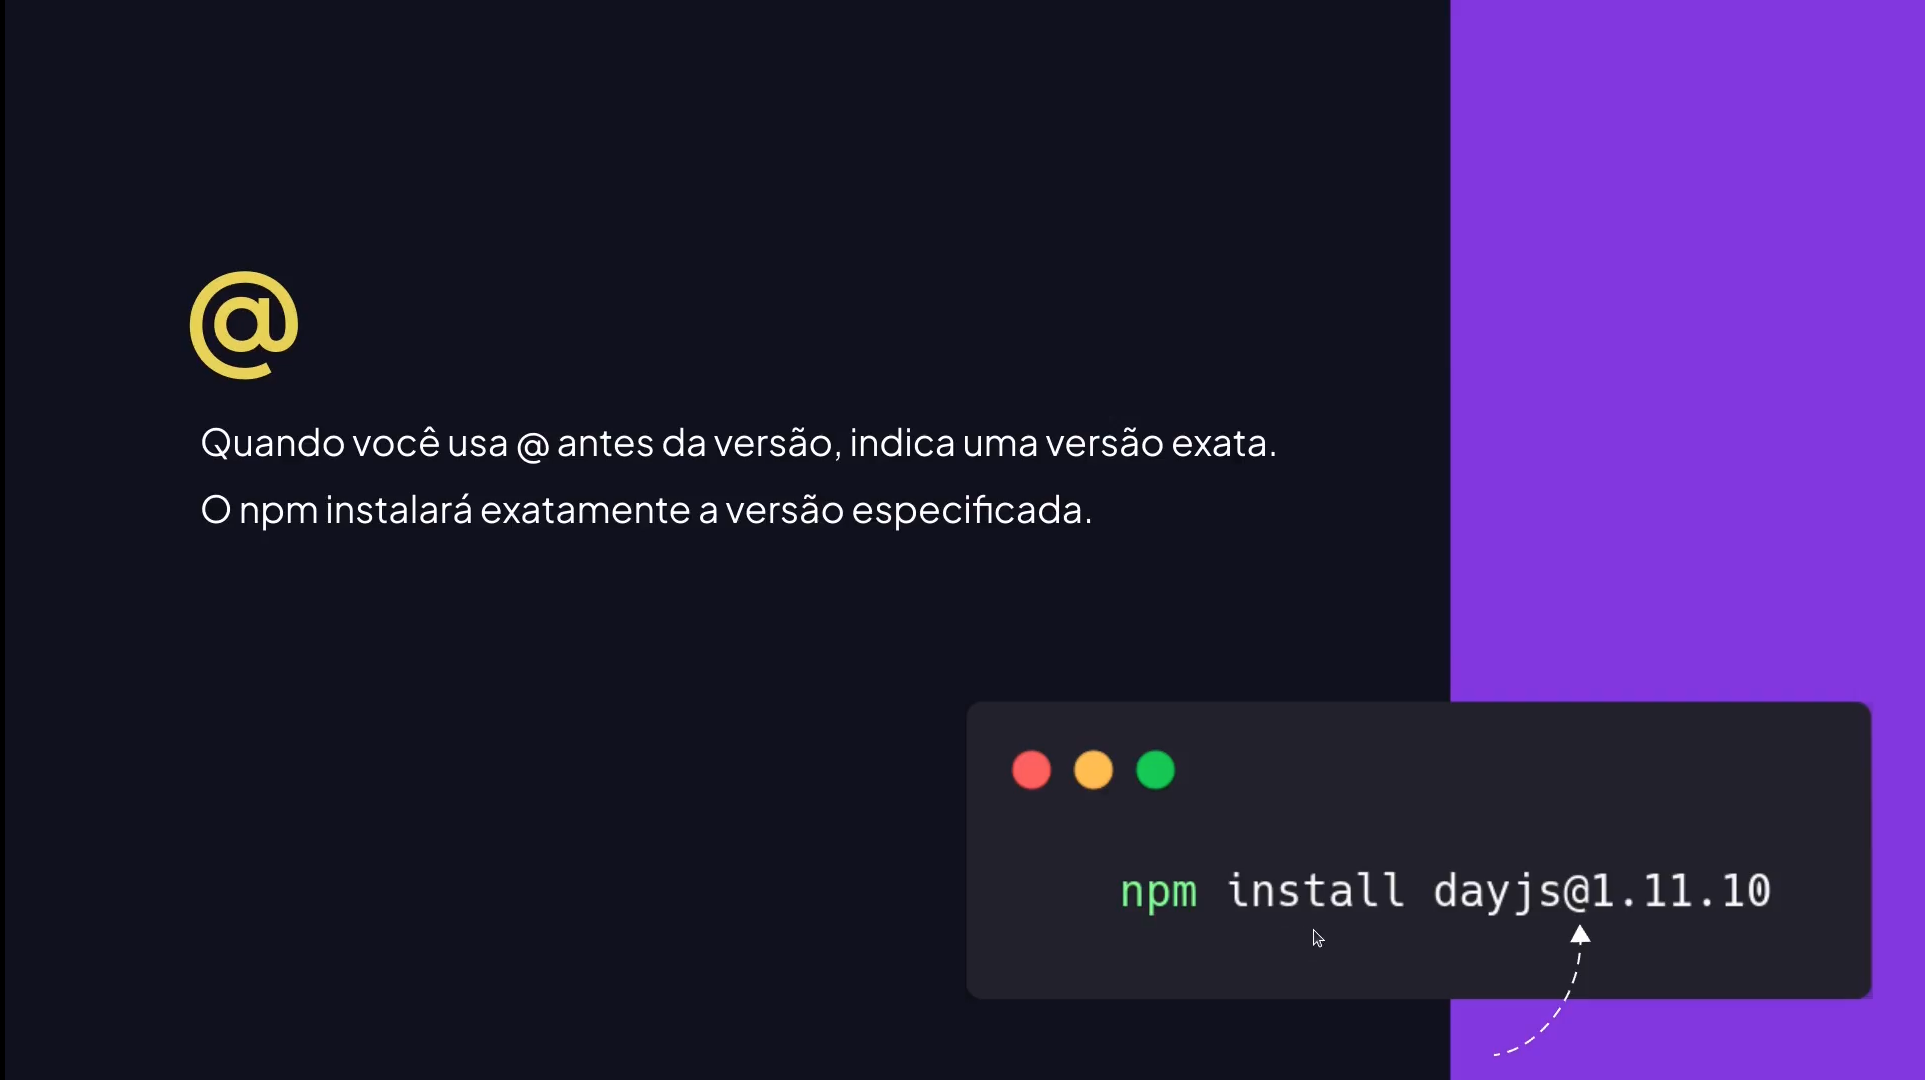 @
Quando você usa @ antes da versão, indica uma versão exata.
O npm instalará exatamente a versão especificada.
npm install dayjs@1.11.10